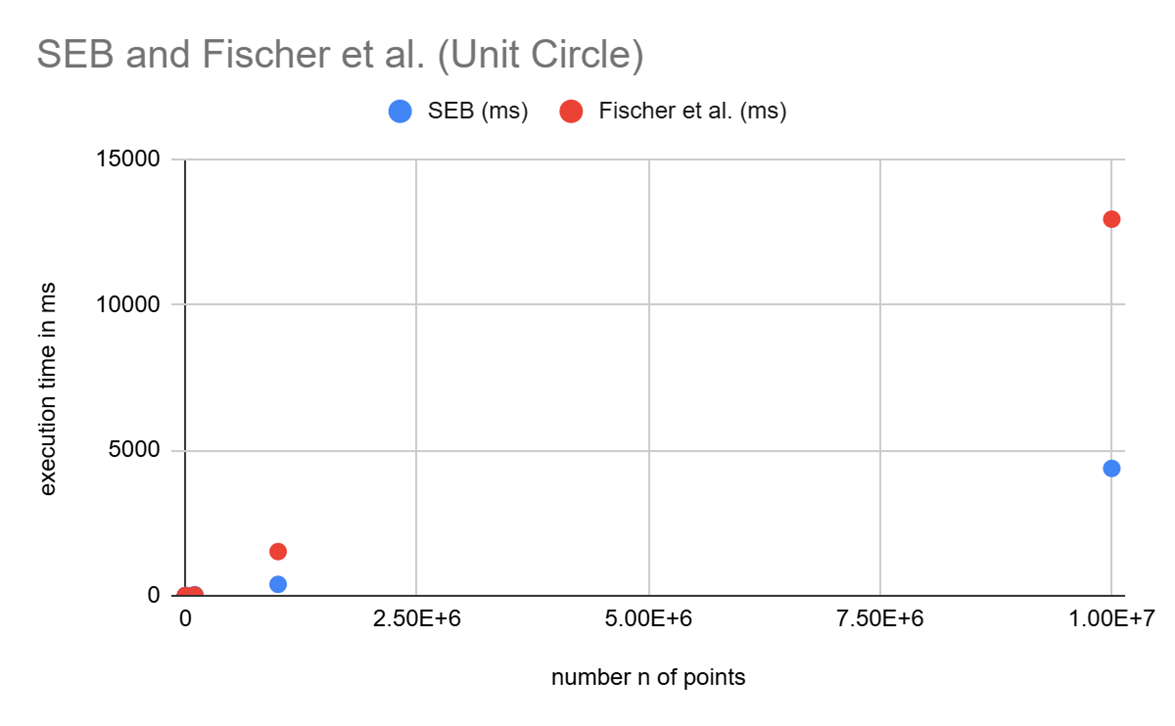 SEB and Fischer et al. (Unit Circle)
SEB (ms)
Fischer et al. (ms)
15000
10000
5000
0
execution time in ms
0
2.50E+6
5.00E+6
7.50E+6
1.00E+7
number n of points